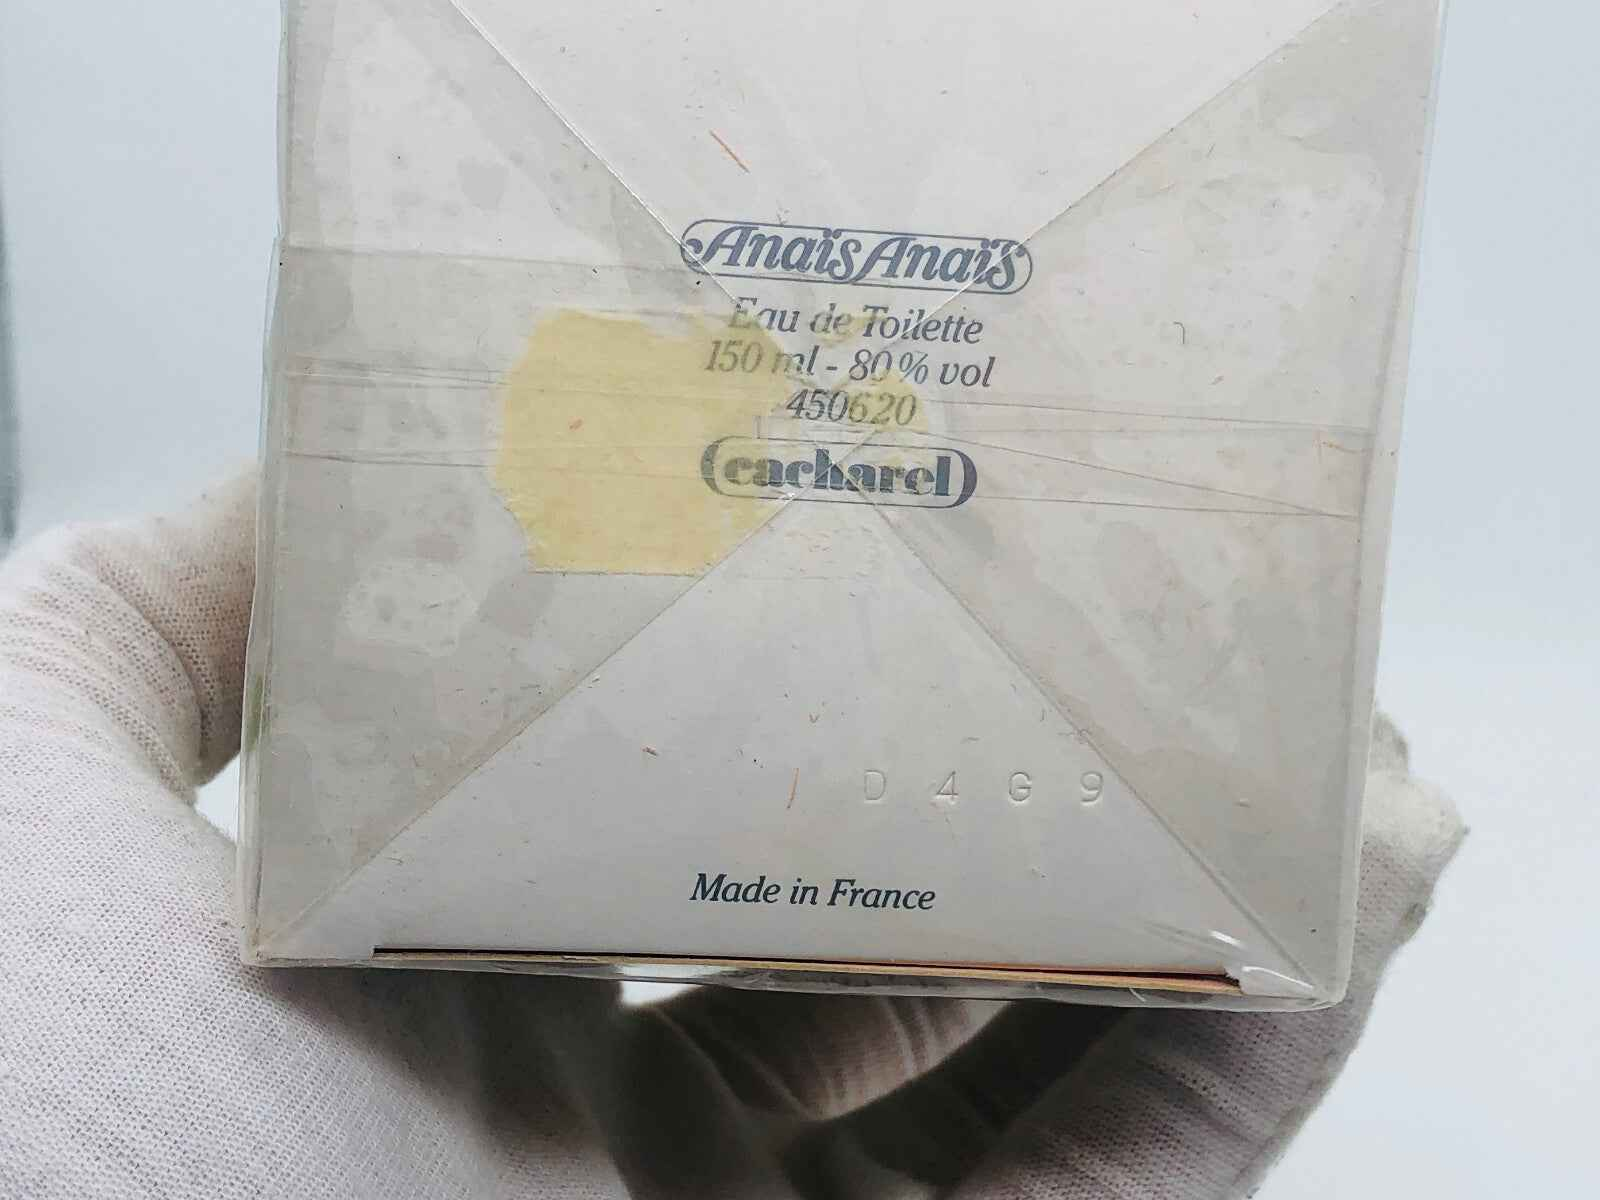 Anaïs Anaïs
Eau de Toilette
150 ml - 80% vol
450620
cacharel
D 4 G 9
Made in France